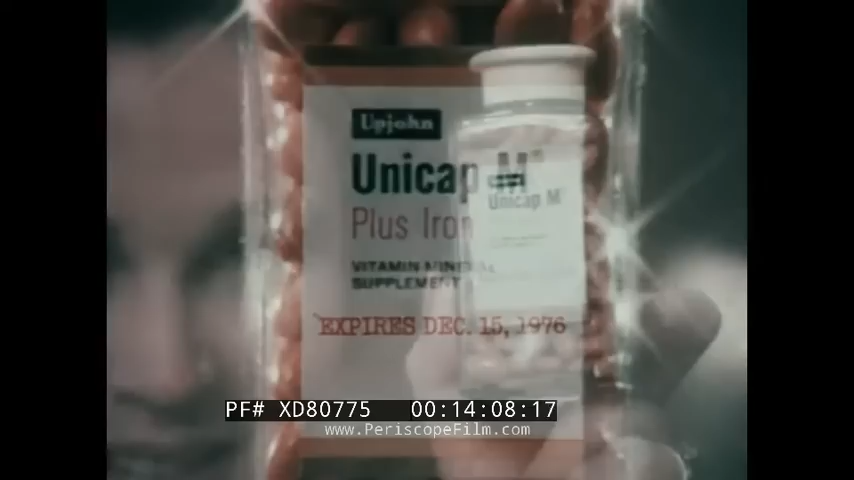 Upjohn
Unicap M
Plus Iron
VITAMIN-MINERAL
SUPPLEMENT
EXPIRES DEC. 15, 1976
Unicap M
PF# XD80775 00:14:08:17
www.PeriscopeFilm.com